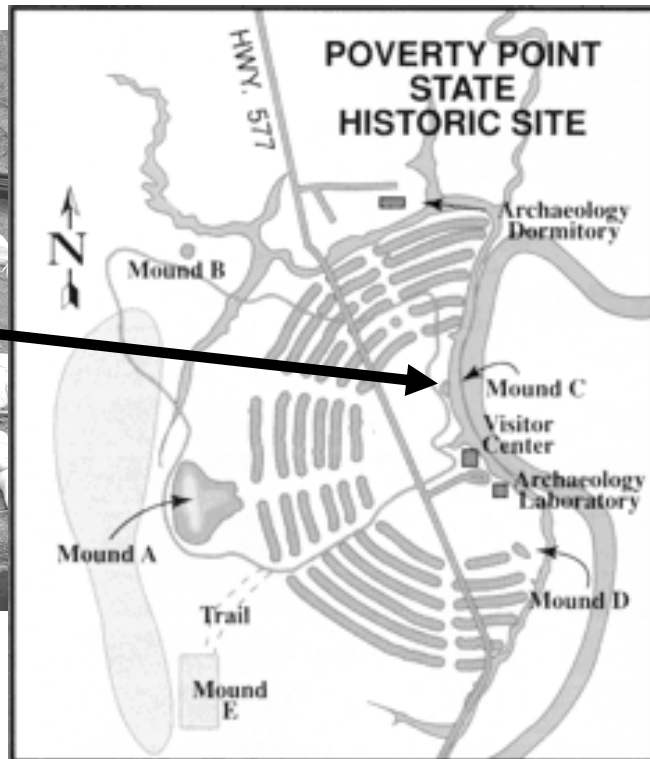 POVERTY POINT
STATE
HISTORIC SITE
HWY. 577
Archaeology
Dormitory
N
Mound B
Mound C
Visitor
Center
Archaeology
Laboratory
Mound A
Mound D
Trail
Mound
E